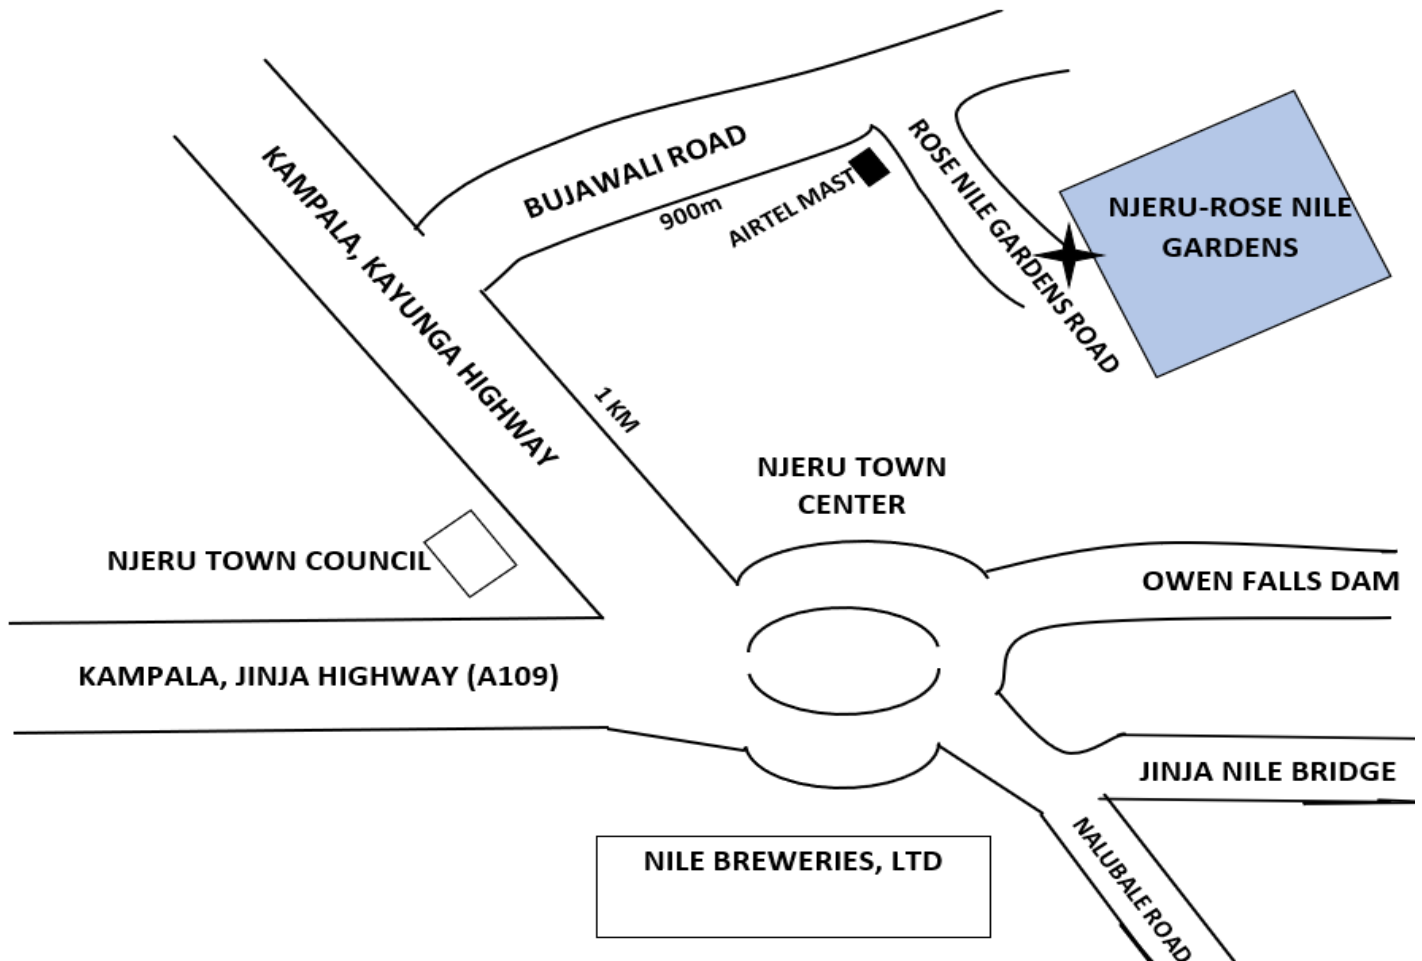 KAMPALA, KAYUNGA HIGHWAY
BUJAWALI ROAD
900m
AIRTEL MAST
ROSE NILE GARDENS ROAD
NJERU-ROSE NILE
GARDENS
1 KM
NJERU TOWN
CENTER
NJERU TOWN COUNCIL
OWEN FALLS DAM
KAMPALA, JINJA HIGHWAY (A109)
JINJA NILE BRIDGE
NILE BREWERIES, LTD
NALUBALE ROAD